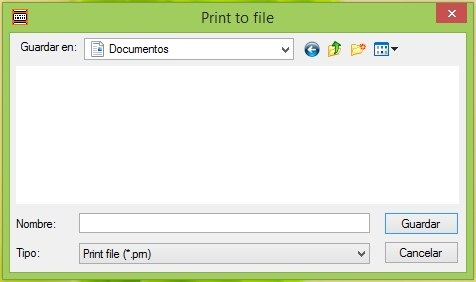 Print to file
Guardar en: Documentos
Nombre: Guardar
Tipo: Print file (*.prn) Cancelar